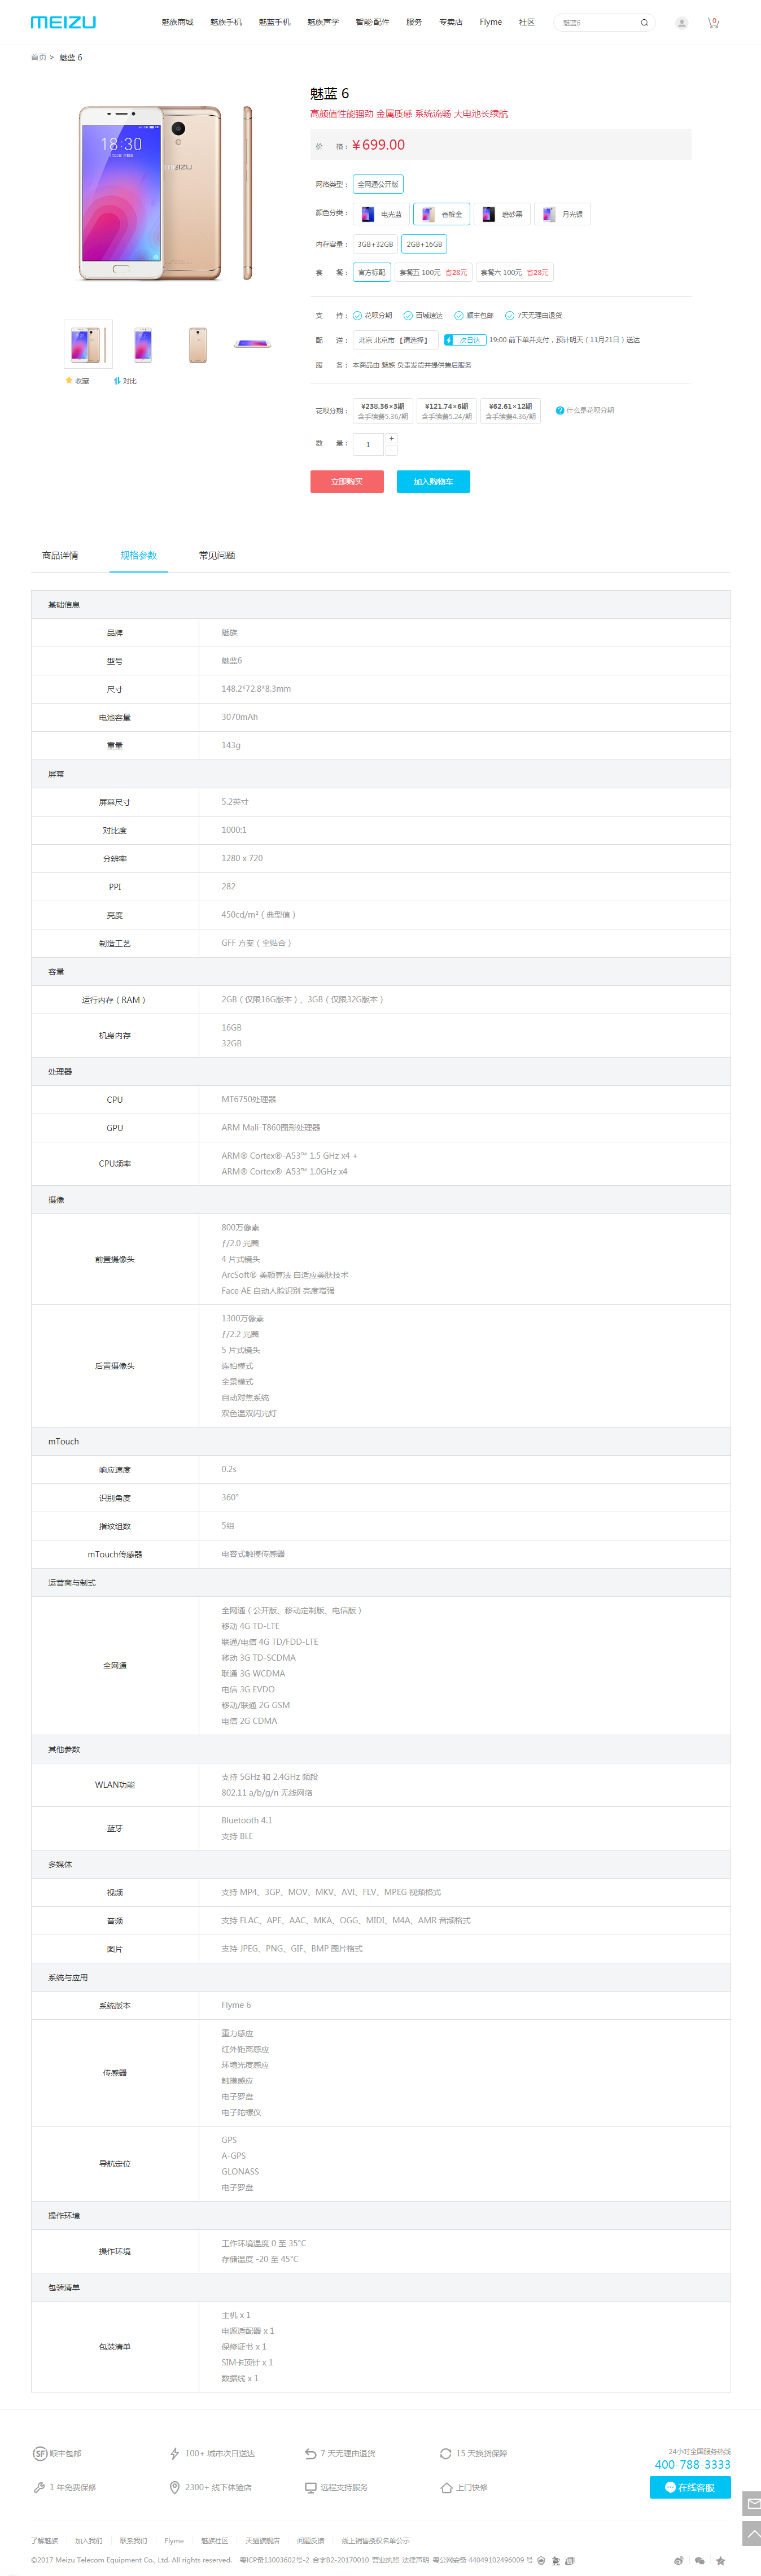 MEIZU 魅族商城 魅族手机 魅蓝手机 魅族声学 智能·配件 服务 专卖店 Flyme 社区 魅蓝6 0
首页 > 魅蓝 6
魅蓝 6
高颜值性能强劲 金属质感 系统流畅 大电池长续航
价 格： ￥699.00
18:30
MEIZU
网络类型： 全网通公开版
颜色分类： 电光蓝 香槟金 磨砂黑 月光银
内存容量： 3GB+32GB 2GB+16GB
套 餐： 官方标配 套餐五 100元 省28元 套餐六 100元 省28元
支 持： 花呗分期 百城速达 顺丰包邮 7天无理由退货
配 送： 北京 北京市 【请选择】 次日达 19:00 前下单并支付，预计明天（11月21日）送达
服 务： 本商品由 魅族 负责发货并提供售后服务
收藏 对比
花呗分期： ¥238.36×3期 ¥121.74×6期 ¥62.61×12期 什么是花呗分期
含手续费5.36/期 含手续费5.24/期 含手续费4.36/期
数 量： 1 + -
立即购买 加入购物车
商品详情 规格参数 常见问题
基础信息
品牌 魅族
型号 魅蓝6
尺寸 148.2*72.8*8.3mm
电池容量 3070mAh
重量 143g
屏幕
屏幕尺寸 5.2英寸
对比度 1000:1
分辨率 1280 x 720
PPI 282
亮度 450cd/m²（典型值）
制造工艺 GFF 方案（全贴合）
容量
运行内存（RAM） 2GB（仅限16G版本）、3GB（仅限32G版本）
机身内存 16GB
32GB
处理器
CPU MT6750处理器
GPU ARM Mali-T860图形处理器
CPU频率 ARM® Cortex®-A53™ 1.5 GHz x4 +
ARM® Cortex®-A53™ 1.0GHz x4
摄像
前置摄像头 800万像素
ƒ/2.0 光圈
4 片式镜头
ArcSoft® 美颜算法 自适应美肤技术
Face AE 自动人脸识别 亮度增强
后置摄像头 1300万像素
ƒ/2.2 光圈
5 片式镜头
连拍模式
全景模式
自动对焦系统
双色温双闪光灯
mTouch
响应速度 0.2s
识别角度 360°
指纹组数 5组
mTouch传感器 电容式触摸传感器
运营商与制式
全网通 全网通（公开版、移动定制版、电信版）
移动 4G TD-LTE
联通/电信 4G TD/FDD-LTE
移动 3G TD-SCDMA
联通 3G WCDMA
电信 3G EVDO
移动/联通 2G GSM
电信 2G CDMA
其他参数
WLAN功能 支持 5GHz 和 2.4GHz 频段
802.11 a/b/g/n 无线网络
蓝牙 Bluetooth 4.1
支持 BLE
多媒体
视频 支持 MP4、3GP、MOV、MKV、AVI、FLV、MPEG 视频格式
音频 支持 FLAC、APE、AAC、MKA、OGG、MIDI、M4A、AMR 音频格式
图片 支持 JPEG、PNG、GIF、BMP 图片格式
系统与应用
系统版本 Flyme 6
传感器 重力感应
红外距离感应
环境光度感应
触摸感应
电子罗盘
电子陀螺仪
导航定位 GPS
A-GPS
GLONASS
电子罗盘
操作环境
操作环境 工作环境温度 0 至 35°C
存储温度 -20 至 45°C
包装清单
包装清单 主机 x 1
电源适配器 x 1
保修证书 x 1
SIM卡顶针 x 1
数据线 x 1
SF 顺丰包邮 100+ 城市次日送达 7 天无理由退货 15 天换货保障
1 年免费保修 2300+ 线下体验店 远程支持服务 上门快修
24小时全国服务热线
400-788-3333
在线客服
了解魅族 加入我们 联系我们 Flyme 魅族社区 天猫旗舰店 问题反馈 线上销售授权名单公示
©2017 Meizu Telecom Equipment Co., Ltd. All rights reserved. 粤ICP备13003602号-2 合字B2-20170010 营业执照 法律声明 粤公网安备 44049102496009 号